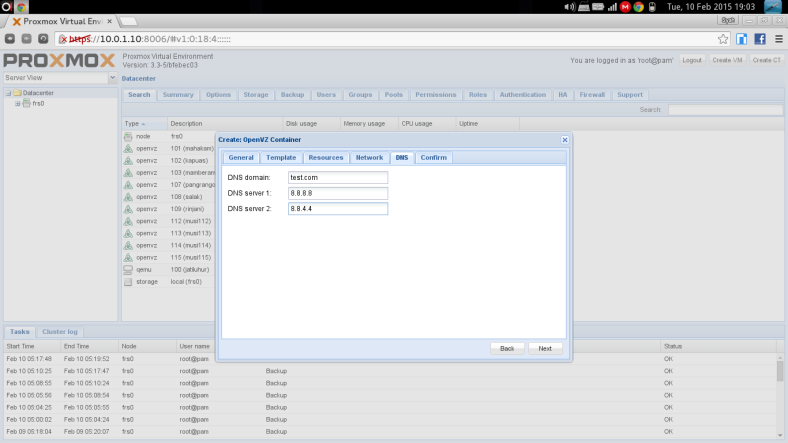 Tue, 10 Feb 2015 19:03
Proxmox Virtual Envi
Sigit
https://10.0.1.10:8006/#v1:0:18:4::::::
PROXMOX
Proxmox Virtual Environment
Version: 3.3-5/bfebec03
You are logged in as 'root@pam' Logout Create VM Create CT
Server View
Datacenter
Datacenter
frs0
Search Summary Options Storage Backup Users Groups Pools Permissions Roles Authentication HA Firewall Support
Search:
Type Description Disk usage Memory usage CPU usage Uptime
node frs0
openvz 101 (mahakam)
openvz 102 (kapuas)
openvz 103 (namberam
openvz 107 (pangrango
openvz 108 (salak)
openvz 109 (rinjani)
openvz 112 (musi112)
openvz 113 (musi113)
openvz 114 (musi114)
openvz 115 (musi115)
qemu 100 (jatiluhur)
storage local (frs0)
Create: OpenVZ Container
General Template Resources Network DNS Confirm
DNS domain: test.com
DNS server 1: 8.8.8.8
DNS server 2: 8.8.4.4
Back Next
Tasks Cluster log
Start Time End Time Node User name Status
Feb 10 05:17:48 Feb 10 05:19:52 frs0 root@pam OK
Feb 10 05:10:25 Feb 10 05:17:47 frs0 root@pam Backup OK
Feb 10 05:08:55 Feb 10 05:10:24 frs0 root@pam Backup OK
Feb 10 05:05:56 Feb 10 05:08:54 frs0 root@pam Backup OK
Feb 10 05:04:25 Feb 10 05:05:55 frs0 root@pam Backup OK
Feb 10 05:00:02 Feb 10 05:04:24 frs0 root@pam Backup OK
Feb 09 05:18:04 Feb 09 05:20:07 frs0 root@pam Backup OK